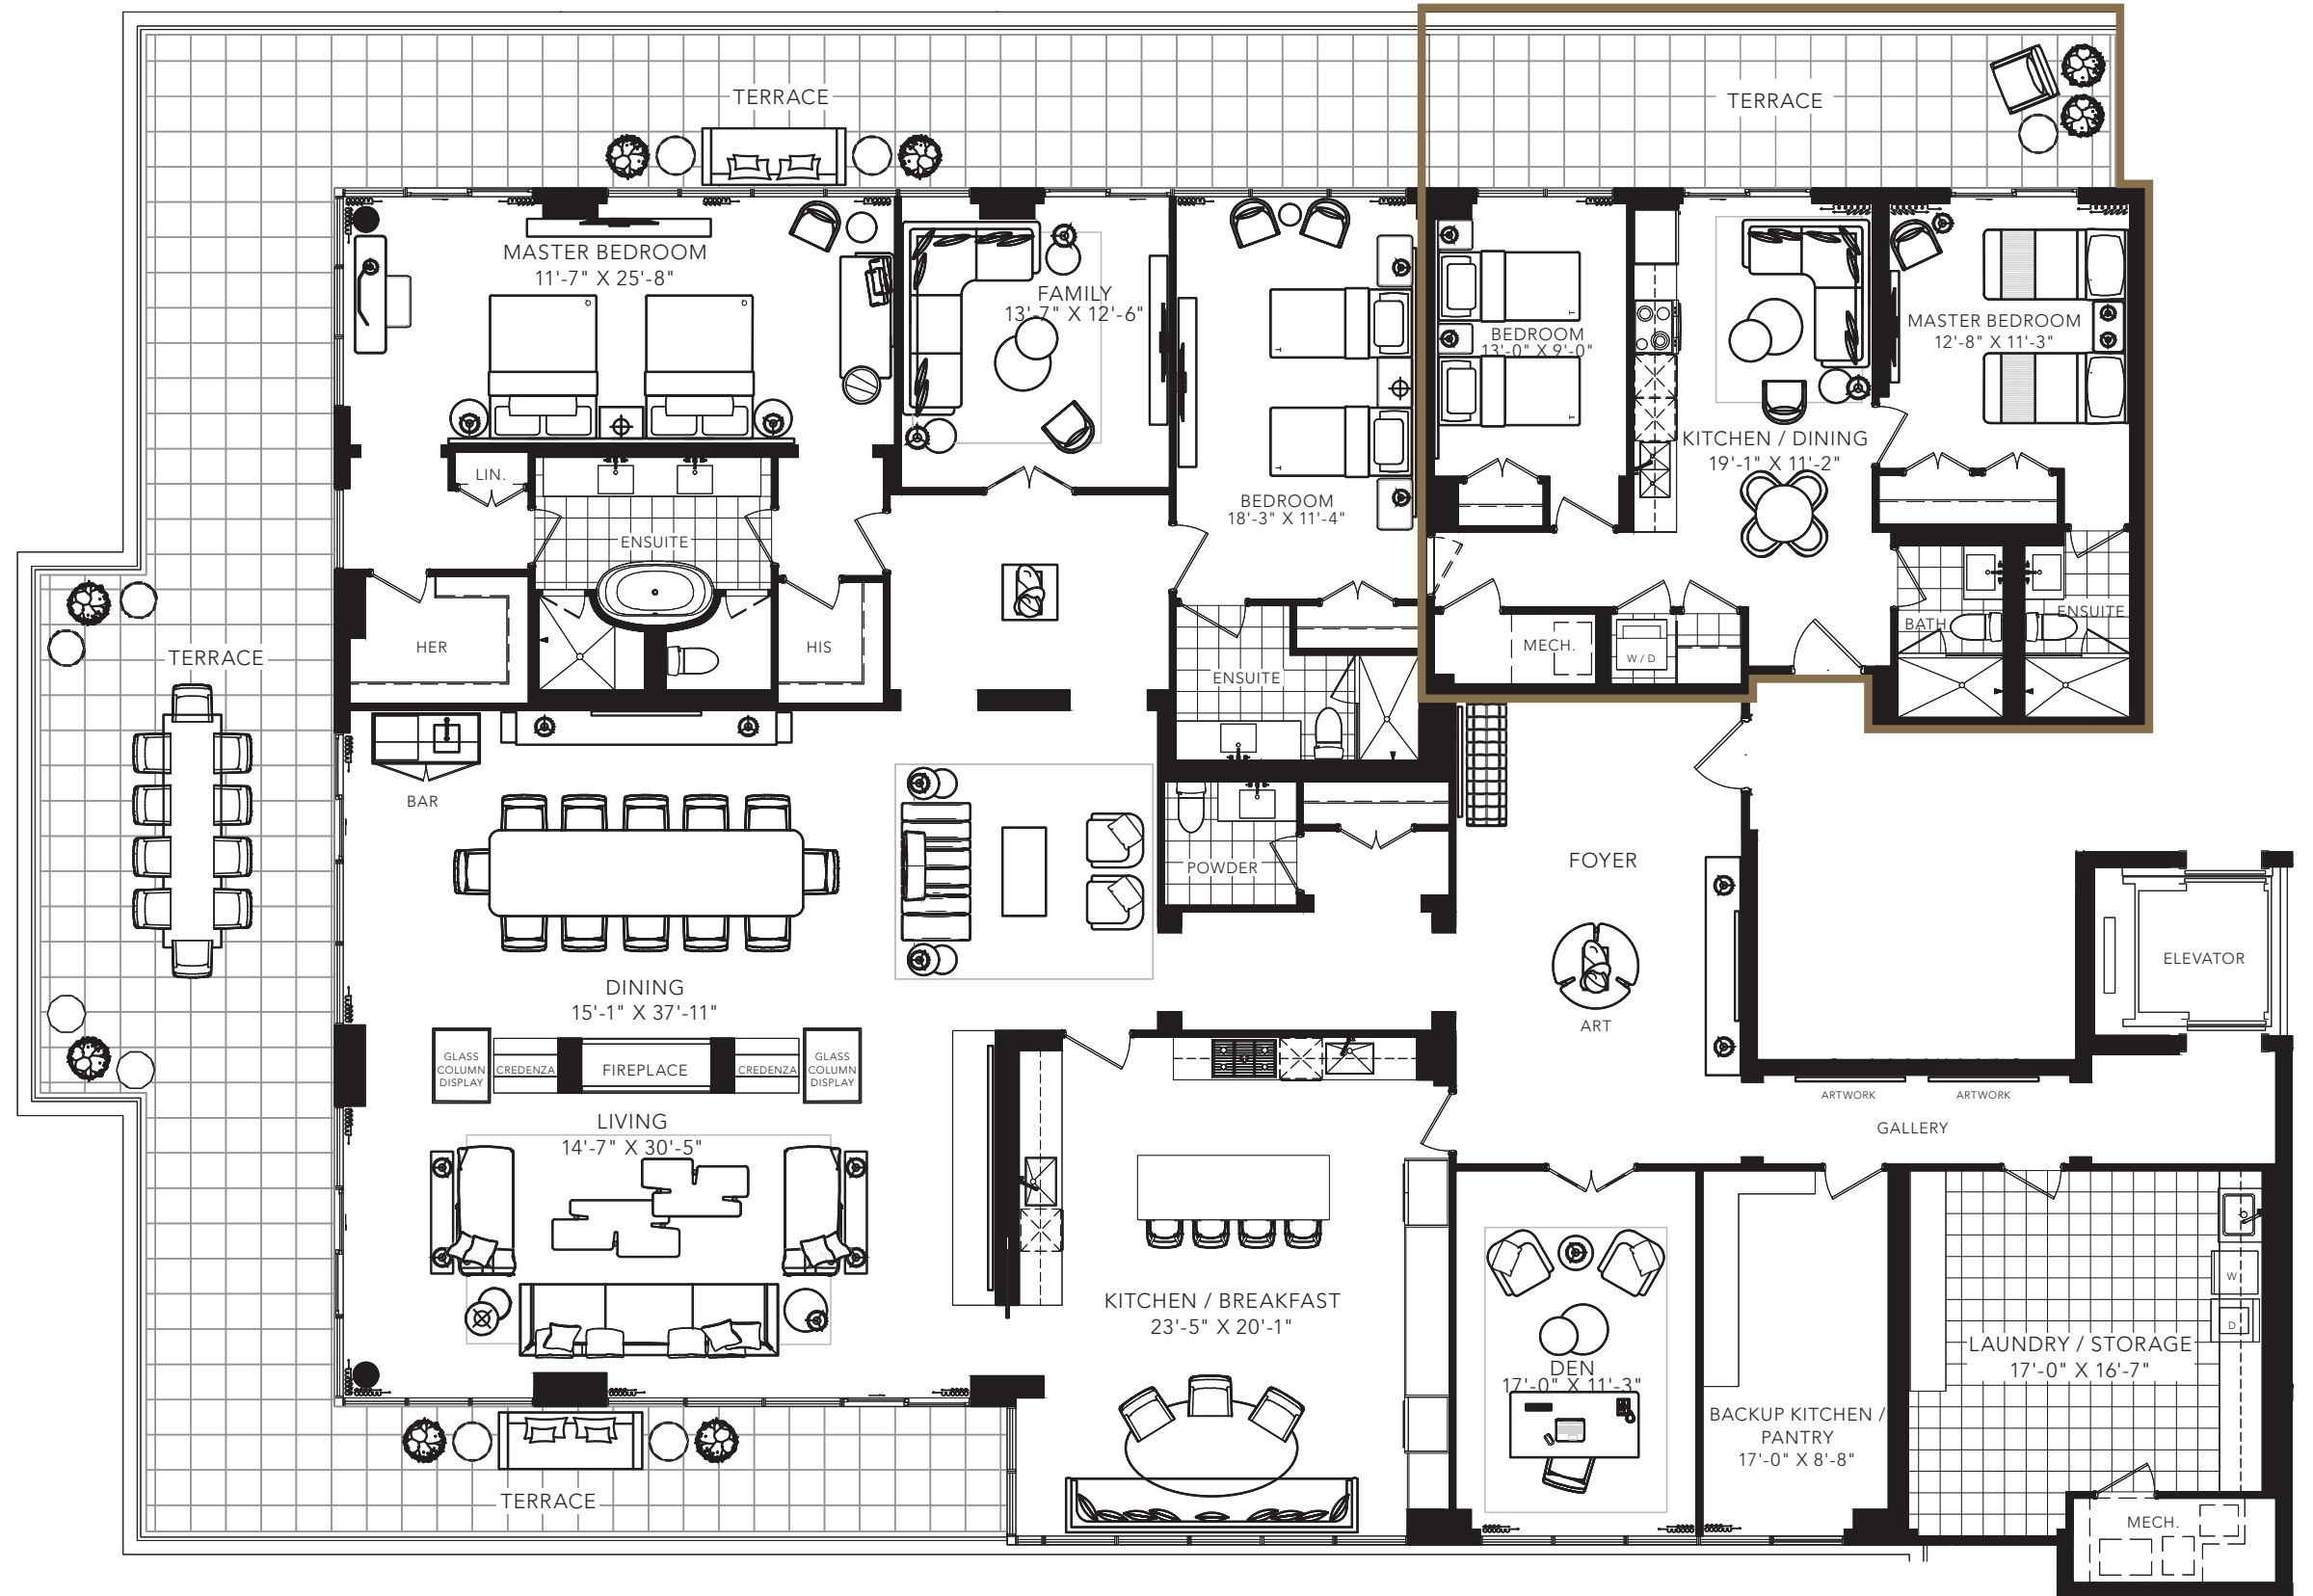 TERRACE
TERRACE
MASTER BEDROOM
11'-7" X 25'-8"
FAMILY
13'-7" X 12'-6"
BEDROOM
13'-0" X 9'-0"
MASTER BEDROOM
12'-8" X 11'-3"
KITCHEN / DINING
19'-1" X 11'-2"
LIN.
BEDROOM
18'-3" X 11'-4"
ENSUITE
TERRACE
HER
HIS
ENSUITE
MECH.
W / D
BATH
ENSUITE
BAR
POWDER
FOYER
ELEVATOR
DINING
15'-1" X 37'-11"
ART
GLASS
COLUMN
DISPLAY
CREDENZA
FIREPLACE
CREDENZA
GLASS
COLUMN
DISPLAY
ARTWORK
ARTWORK
GALLERY
LIVING
14'-7" X 30'-5"
W
D
KITCHEN / BREAKFAST
23'-5" X 20'-1"
DEN
17'-0" X 11'-3"
LAUNDRY / STORAGE
17'-0" X 16'-7"
BACKUP KITCHEN /
PANTRY
17'-0" X 8'-8"
TERRACE
MECH.